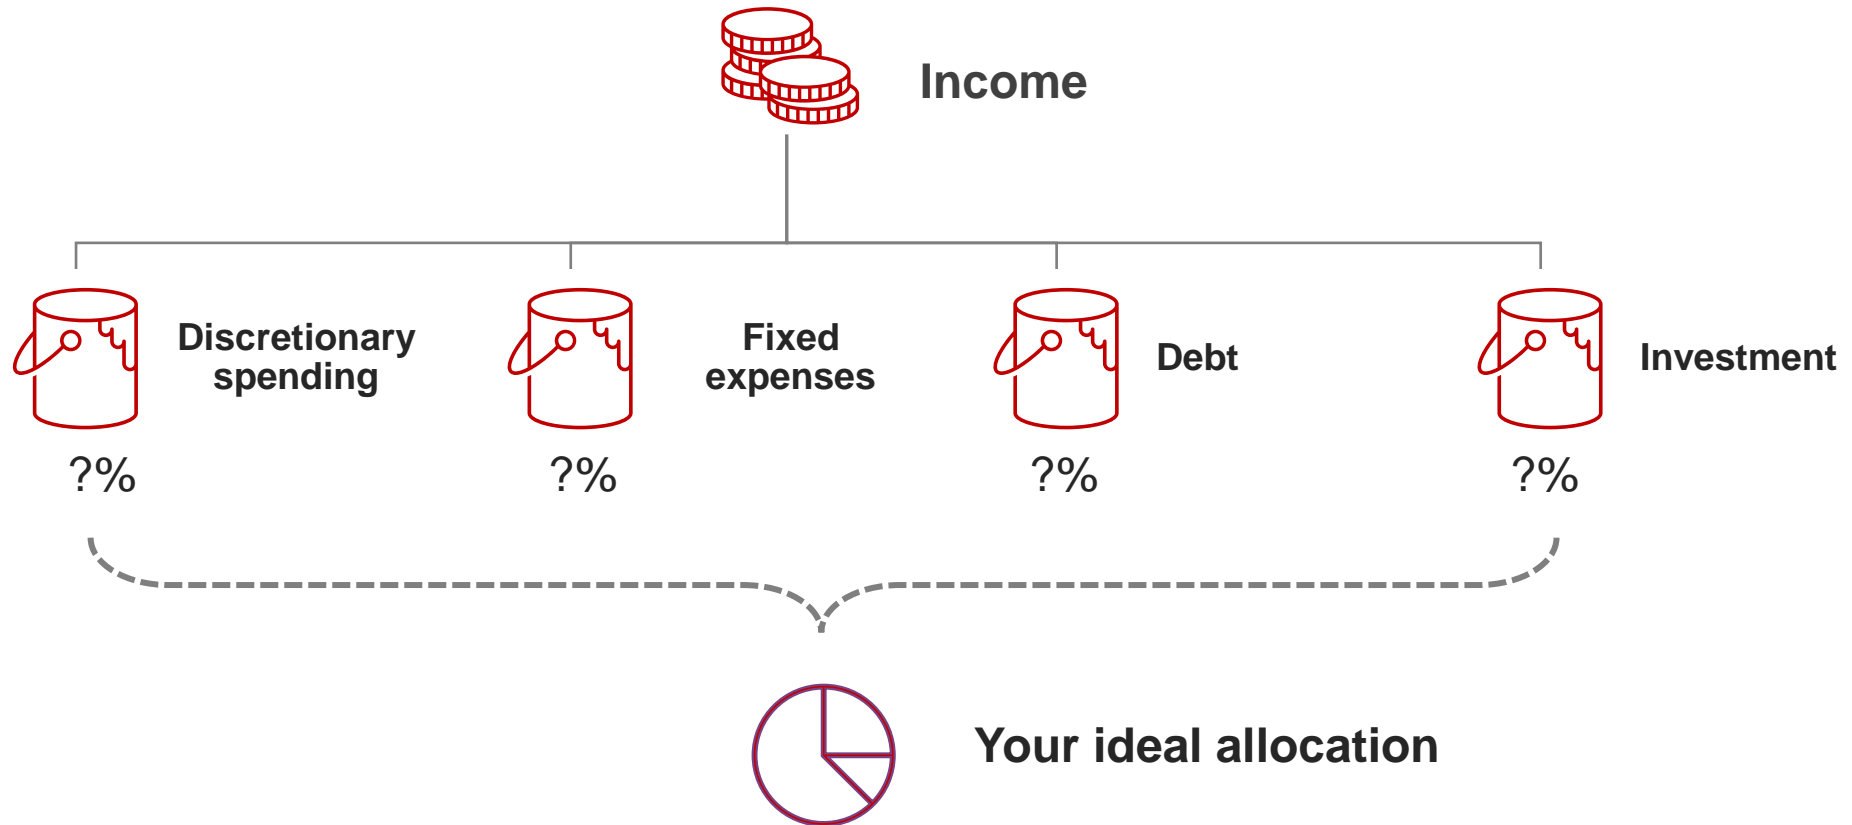 Income
Discretionary
spending
Fixed
expenses
Debt
Investment
?%
?%
?%
?%
Your ideal allocation